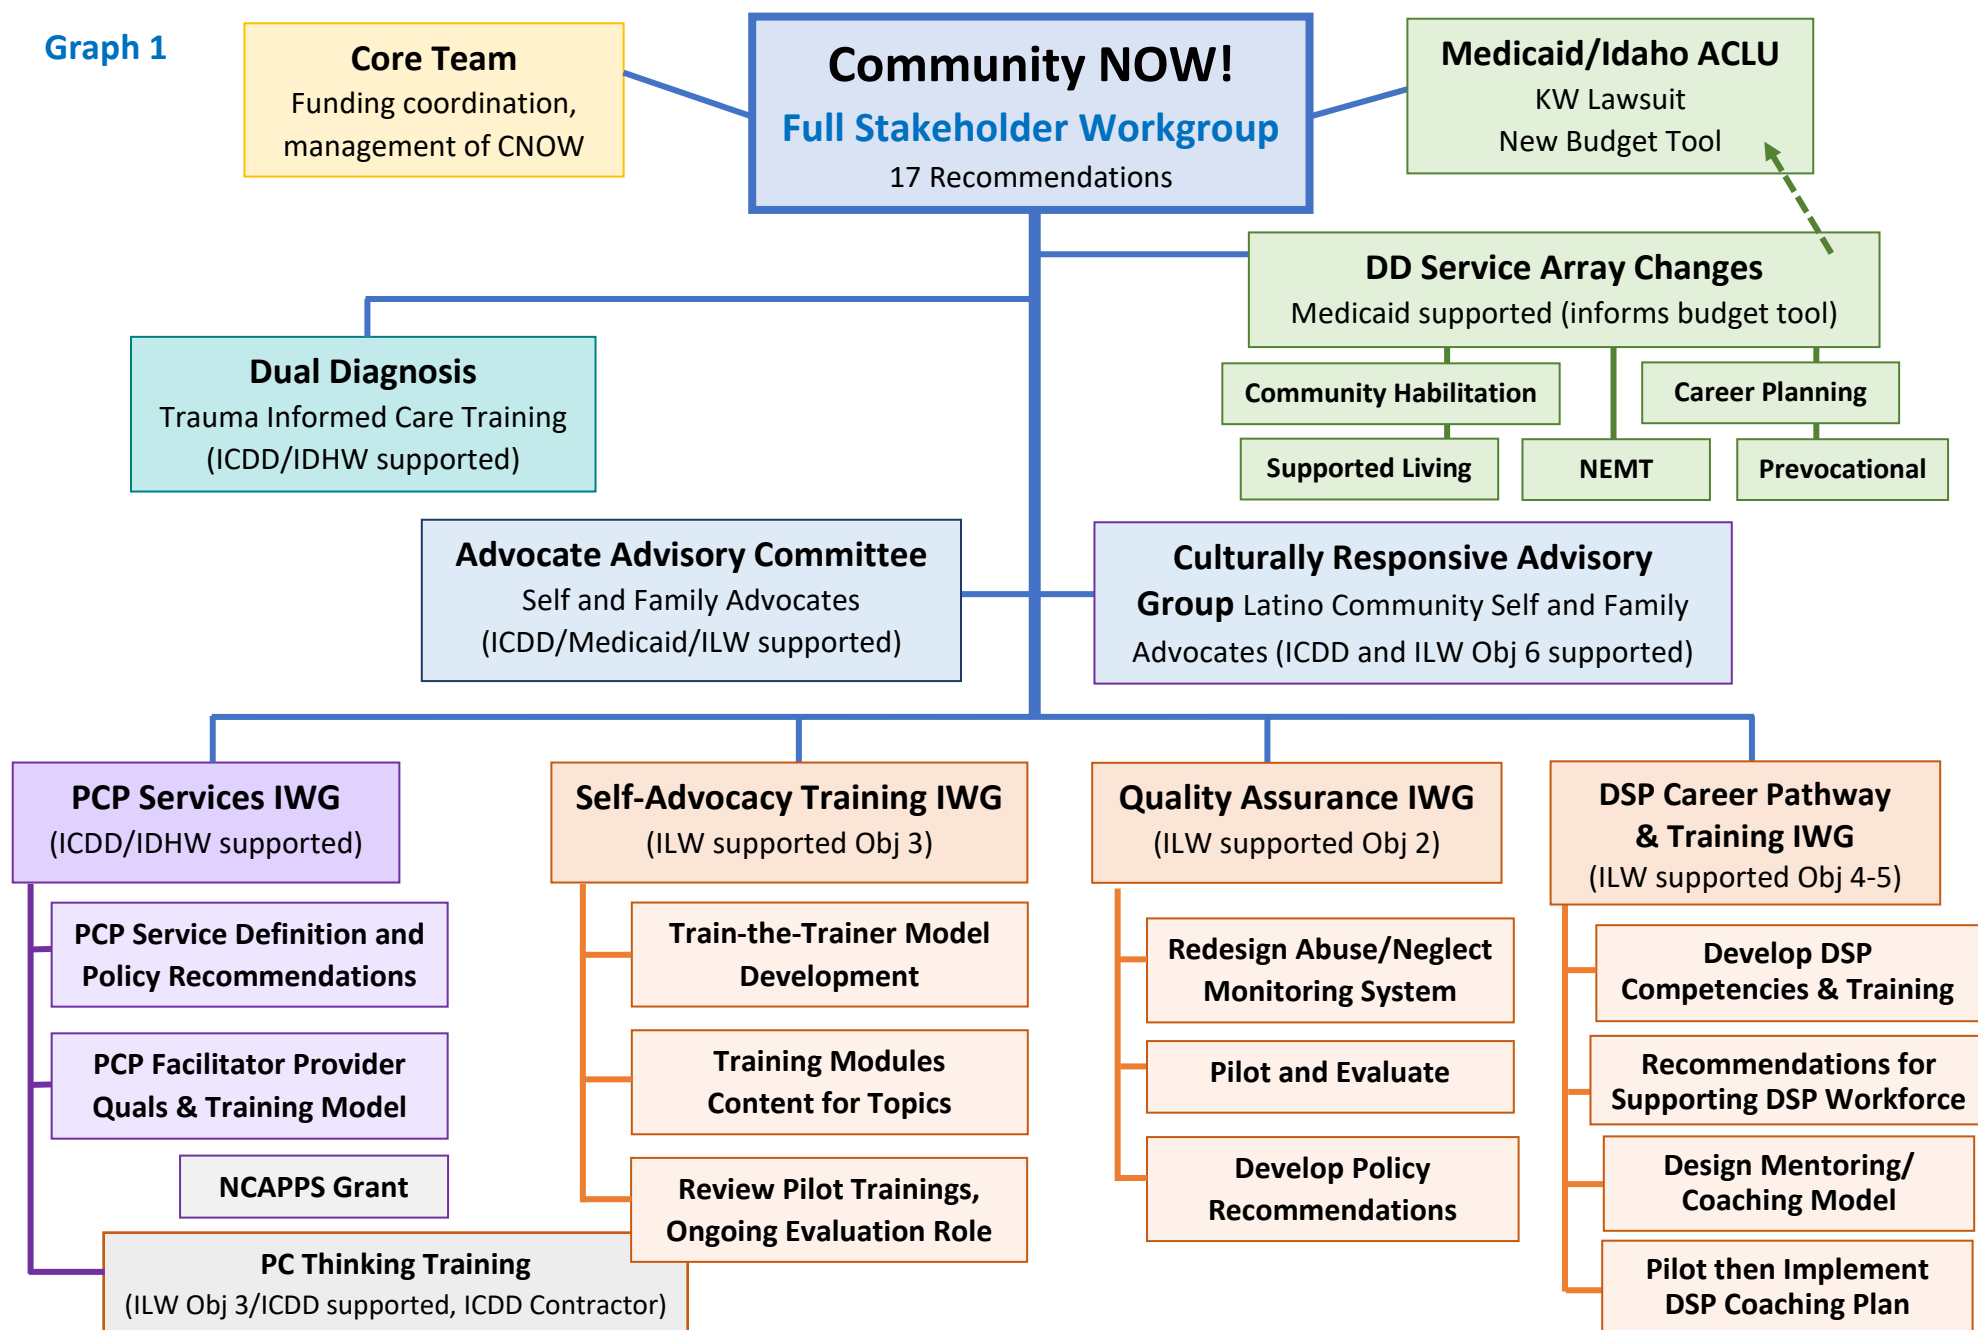 Graph 1
Core Team
Funding coordination,
management of CNOW
Community NOW!
Full Stakeholder Workgroup
17 Recommendations
Medicaid/Idaho ACLU
KW Lawsuit
New Budget Tool
DD Service Array Changes
Medicaid supported (informs budget tool)
Community Habilitation
Career Planning
Supported Living
NEMT
Prevocational
Dual Diagnosis
Trauma Informed Care Training
(ICDD/IDHW supported)
Advocate Advisory Committee
Self and Family Advocates
(ICDD/Medicaid/ILW supported)
Culturally Responsive Advisory
Group Latino Community Self and Family
Advocates (ICDD and ILW Obj 6 supported)
PCP Services IWG
(ICDD/IDHW supported)
PCP Service Definition and
Policy Recommendations
PCP Facilitator Provider
Quals & Training Model
NCAPPS Grant
PC Thinking Training
(ILW Obj 3/ICDD supported, ICDD Contractor)
Self-Advocacy Training IWG
(ILW supported Obj 3)
Train-the-Trainer Model
Development
Training Modules
Content for Topics
Review Pilot Trainings,
Ongoing Evaluation Role
Quality Assurance IWG
(ILW supported Obj 2)
Redesign Abuse/Neglect
Monitoring System
Pilot and Evaluate
Develop Policy
Recommendations
DSP Career Pathway
& Training IWG
(ILW supported Obj 4-5)
Develop DSP
Competencies & Training
Recommendations for
Supporting DSP Workforce
Design Mentoring/
Coaching Model
Pilot then Implement
DSP Coaching Plan